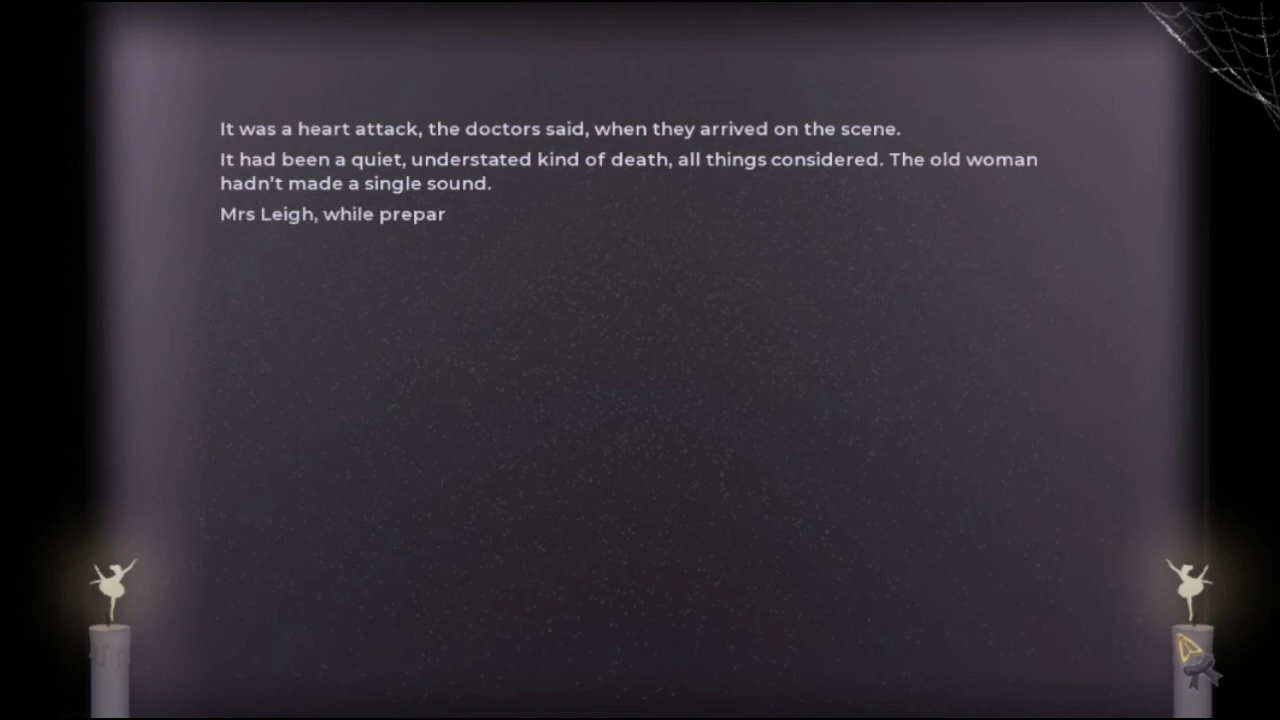 It was a heart attack, the doctors said, when they arrived on the scene.
It had been a quiet, understated kind of death, all things considered. The old woman
hadn’t made a single sound.
Mrs Leigh, while prepar